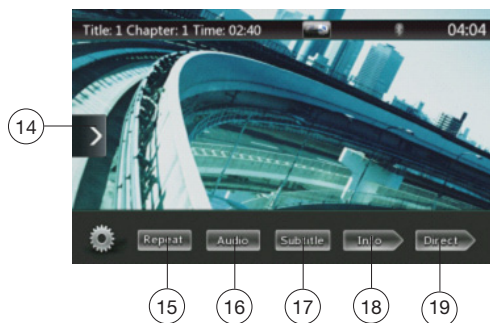 Title: 1 Chapter: 1 Time: 02:40 04:04
14
Repeat Audio Subtitle Info Direct
15 16 17 18 19